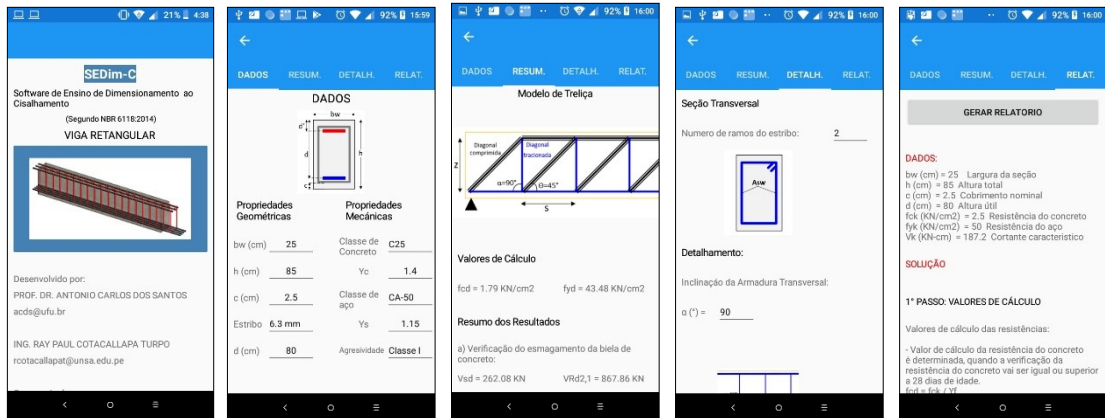 21% 4:38
SEDim-C
Software de Ensino de Dimensionamento ao
Cisalhamento
(Segundo NBR 6118:2014)
VIGA RETANGULAR
Desenvolvido por:
PROF. DR. ANTONIO CARLOS DOS SANTOS
acds@ufu.br
ING. RAY PAUL COTACALLAPA TURPO
rcotacallapat@unsa.edu.pe
92% 15:59
DADOS RESUM. DETALH. RELAT.
DADOS
bw
d'
d
h
c
Propriedades Geométricas
Propriedades Mecánicas
bw (cm) 25
Classe de Concreto C25
h (cm) 85
Yc 1.4
c (cm) 2.5
Classe de aço CA-50
Estribo 6.3 mm
Ys 1.15
d (cm) 80
Agresividade Classe I
92% 16:00
DADOS RESUM. DETALH. RELAT.
Modelo de Treliça
Diagonal comprimida
Diagonal tracionada
Z
α=90°
Θ=45°
S
Valores de Cálculo
fcd = 1.79 KN/cm2 fyd = 43.48 KN/cm2
Resumo dos Resultados
a) Verificação do esmagamento da biela de
concreto:
Vsd = 262.08 KN VRd2,1 = 867.86 KN
92% 16:00
DADOS RESUM. DETALH. RELAT.
Seção Transversal
Numero de ramos do estribo: 2
Asw
Detalhamento:
Inclinação da Armadura Transversal:
α (°) = 90
92% 16:00
DADOS RESUM. DETALH. RELAT.
GERAR RELATORIO
DADOS:
bw (cm) = 25 Largura da seção
h (cm) = 85 Altura total
c (cm) = 2.5 Cobrimento nominal
d (cm) = 80 Altura útil
fck (KN/cm2) = 2.5 Resistência do concreto
fyk (KN/cm2) = 50 Resistência do aço
Vk (KN-cm) = 187.2 Cortante caracteristico
SOLUÇÃO
1° PASSO: VALORES DE CÁLCULO
Valores de cálculo das resistências:
- Valor de cálculo da resistência do concreto
é determinada, quando a verificação da
resistência do concreto vai ser igual ou superior
a 28 dias de idade.
fcd = fck / Yf